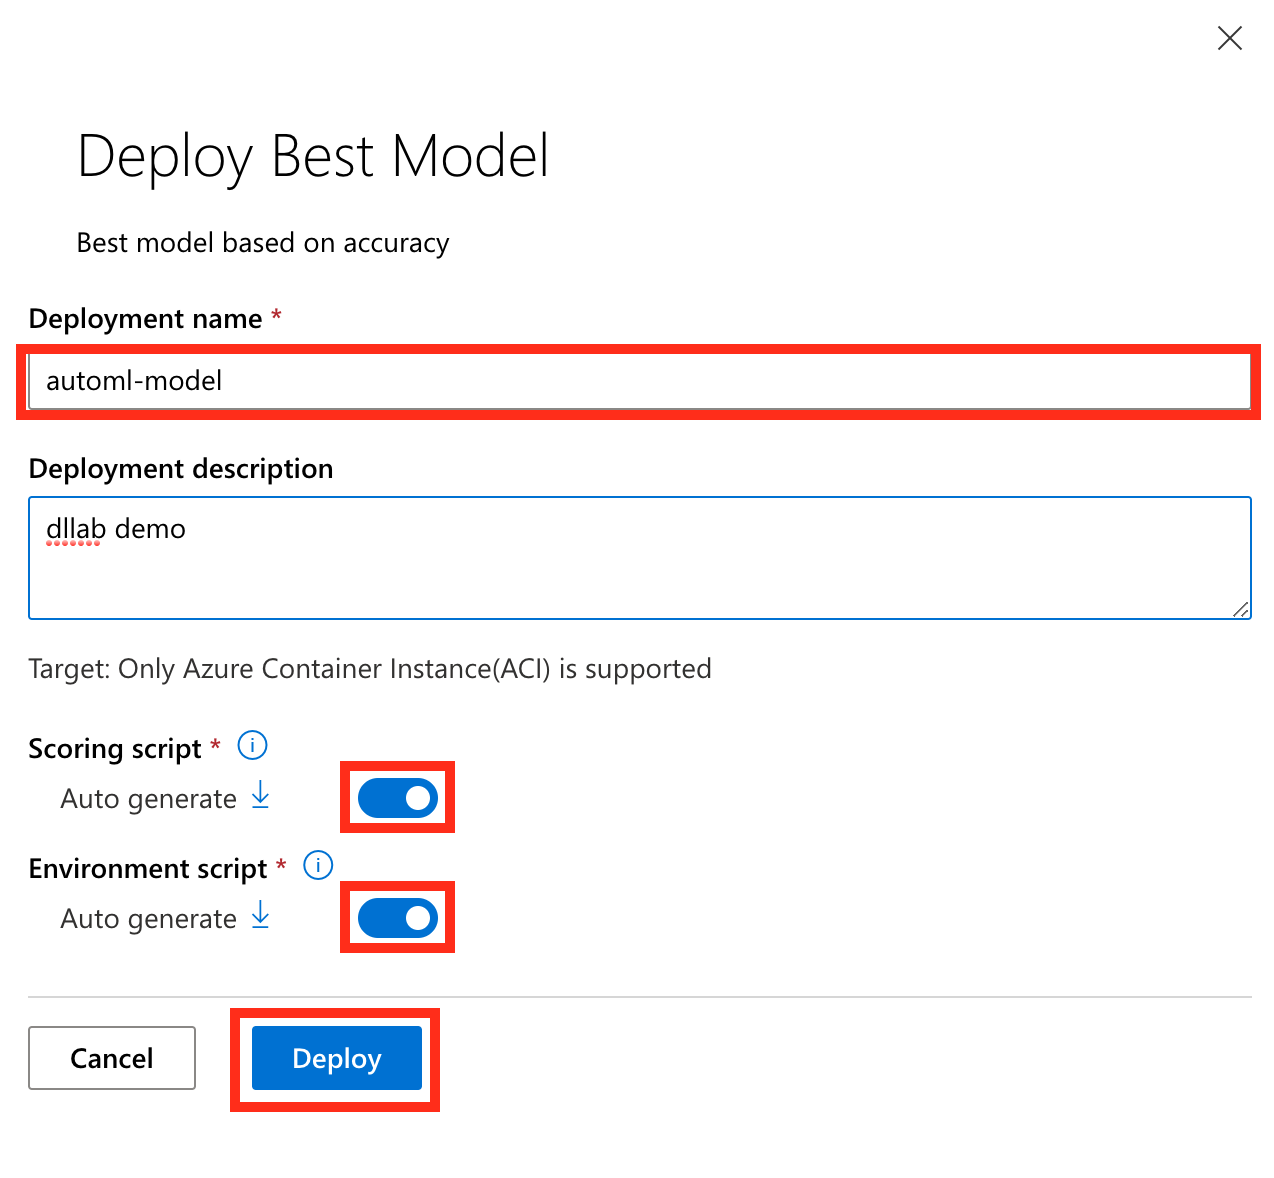 Deploy Best Model
Best model based on accuracy
Deployment name *
automl-model
Deployment description
dllab demo
Target: Only Azure Container Instance(ACI) is supported
Scoring script *
Auto generate
Environment script *
Auto generate
Cancel
Deploy